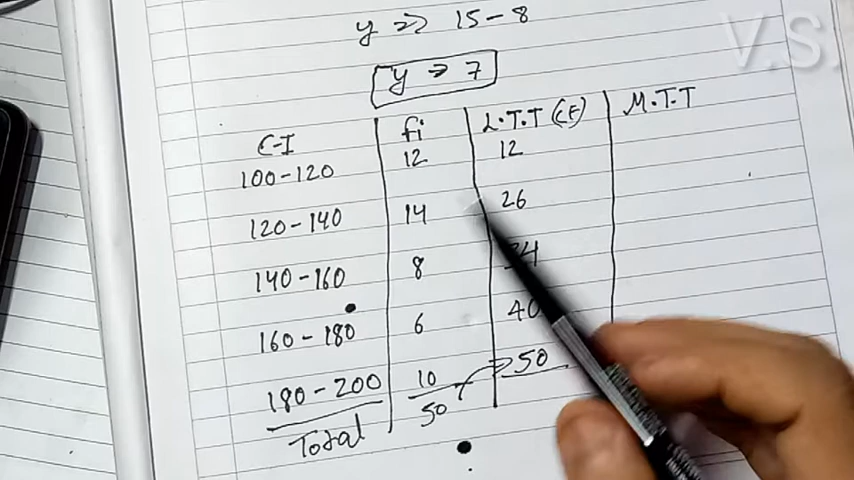 y ⇒ 15-8
y → 7
C-I fi L.T.T (CF) M.T.T
100-120 12 12
120-140 14 26
140-160 8 34
160-180 6 40
180-200 10 50
Total 50
V.S.